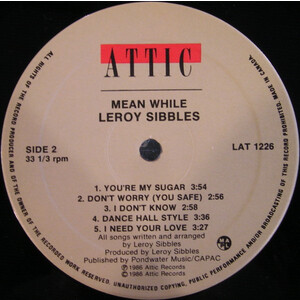 ATTIC
MEAN WHILE
LEROY SIBBLES
SIDE 2
33 1/3 rpm
LAT 1226
1. YOU'RE MY SUGAR 3:54
2. DON'T WORRY (YOU SAFE) 2:56
3. I DON'T KNOW 2:58
4. DANCE HALL STYLE 3:36
5. I NEED YOUR LOVE 3:27
All songs written and arranged
by Leroy Sibbles
Produced by Leroy Sibbles
Published by Pondwater Music/CAPAC
℗ 1986 Attic Records
© 1986 Attic Records
ALL RIGHTS OF THE RECORD PRODUCER AND OF THE OWNER OF THE RECORDED WORK RESERVED. UNAUTHORIZED COPYING, PUBLIC PERFORMANCE AND/OR BROADCASTING OF THIS RECORD PROHIBITED. MADE IN CANADA.